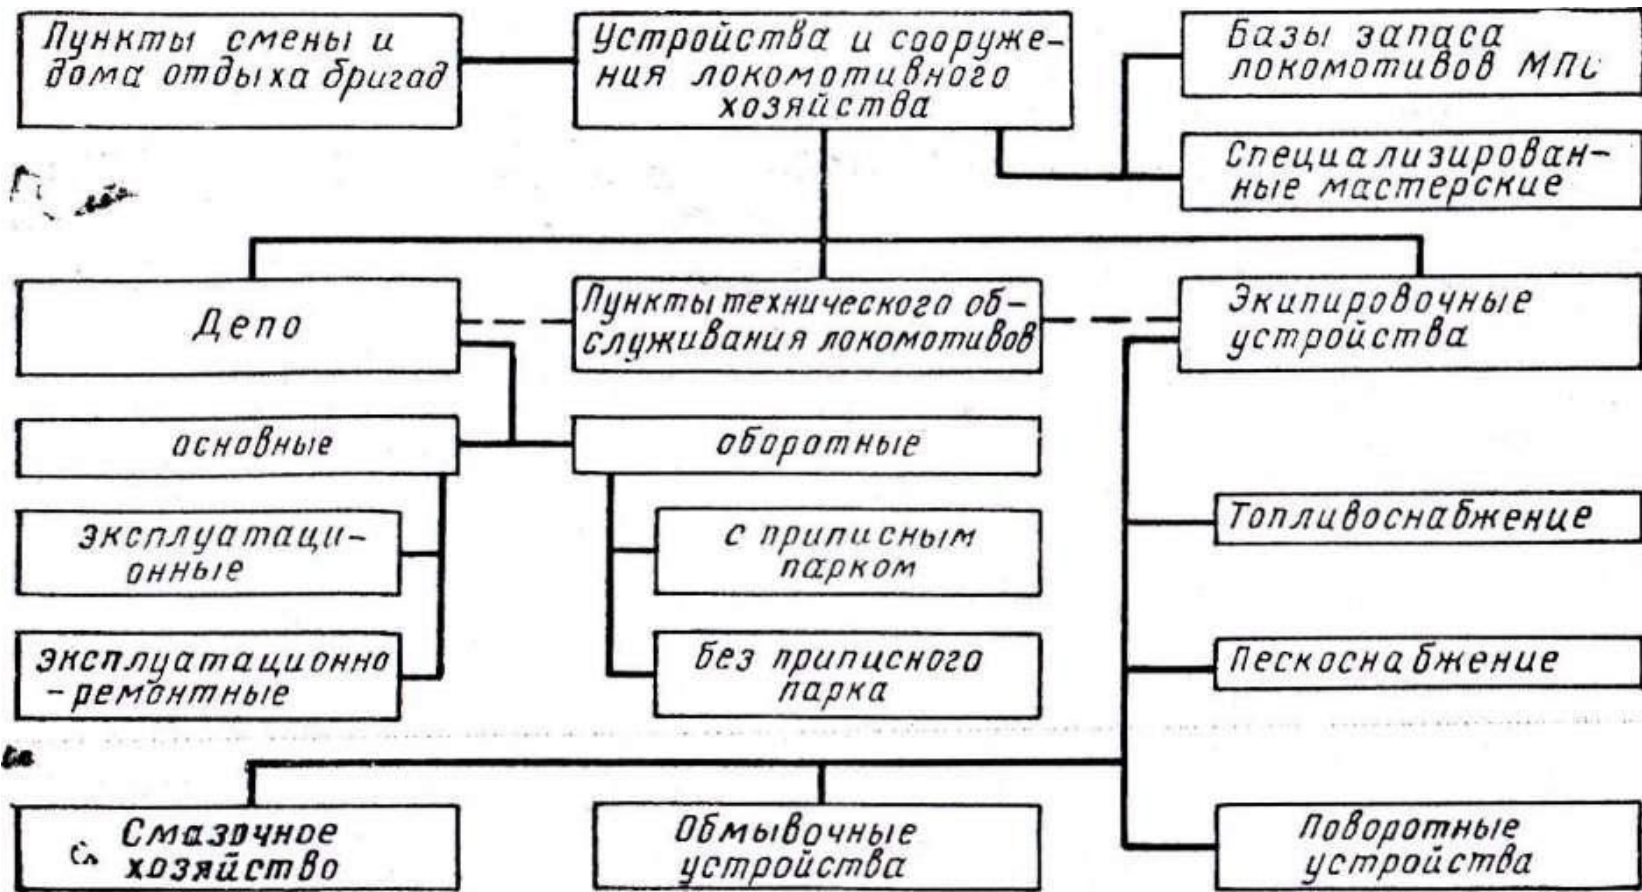 Пункты смены и
дома отдыха бригад
Устройства и сооруже-
ния локомотивного
хозяйства
Базы запаса
локомотивов МПС
Специализирован-
ные мастерские
Депо
Пункты технического об-
служивания локомотивов
Экипировочные
устройства
основные
оборотные
эксплуатаци-
онные
с приписным
парком
Топливоснабжение
эксплуатационно
-ремонтные
без приписного
парка
Пескоснабжение
Смазочное
хозяйство
Обмывочные
устройства
Поворотные
устройства